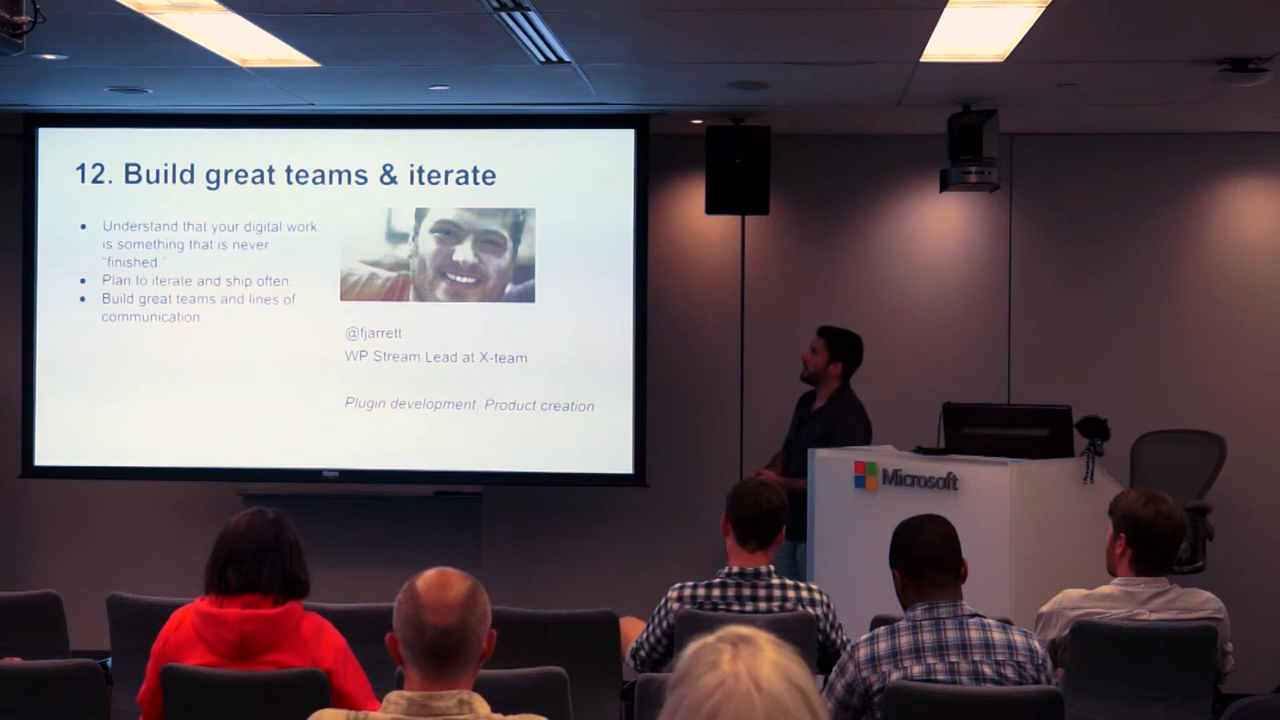 12. Build great teams & iterate
Understand that your digital work
is something that is never
"finished."
Plan to iterate and ship often.
Build great teams and lines of
communication.
@fjarrett
WP Stream Lead at X-team
Plugin development, Product creation
Microsoft